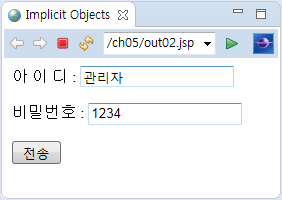 Implicit Objects
/ch05/out02.jsp
아 이 디 : 관리자
비밀번호 : 1234
전송